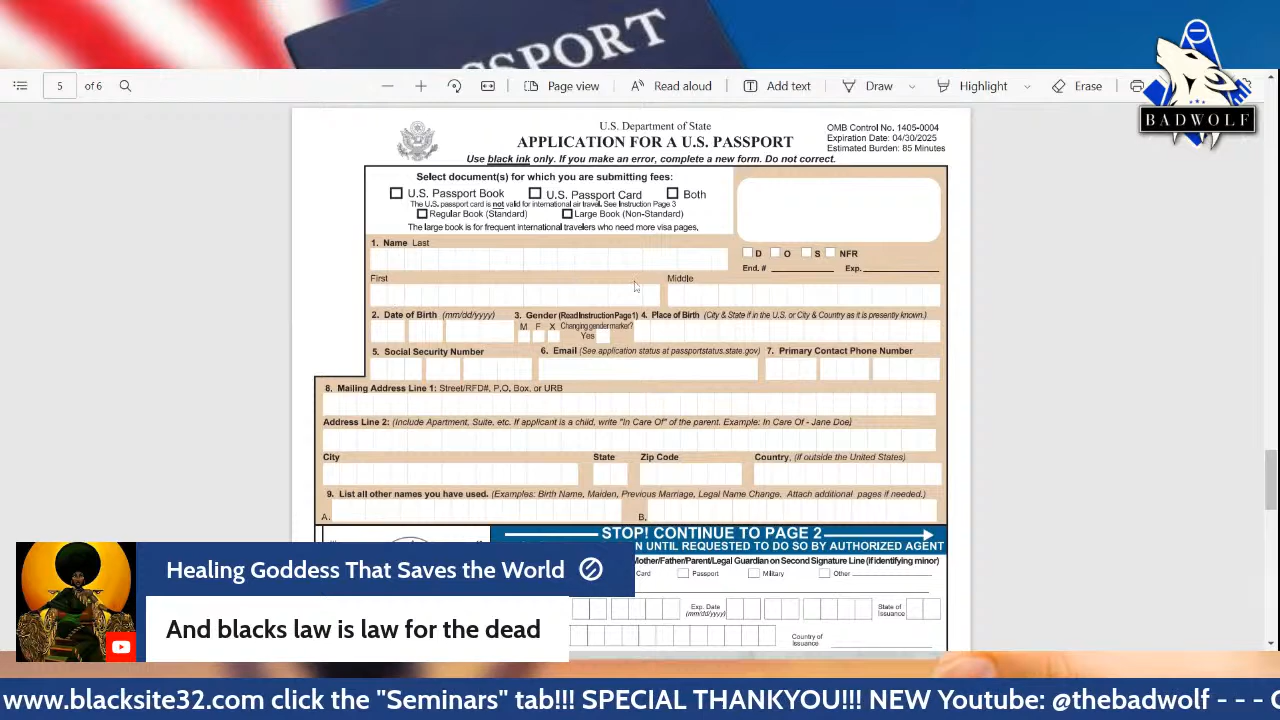 PASSPORT
5 of 6
Page view
Read aloud
Add text
Draw
Highlight
Erase
BADWOLF
U.S. Department of State
APPLICATION FOR A U.S. PASSPORT
Use black ink only. If you make an error, complete a new form. Do not correct.
OMB Control No. 1405-0004
Expiration Date: 04/30/2025
Estimated Burden: 85 Minutes
Select document(s) for which you are submitting fees:
U.S. Passport Book U.S. Passport Card Both
The U.S. passport card is not valid for international air travel. See Instruction Page 3
Regular Book (Standard) Large Book (Non-Standard)
The large book is for frequent international travelers who need more visa pages.
1. Name Last
D O S NFR
End. # Exp.
First Middle
2. Date of Birth (mm/dd/yyyy) 3. Gender (Read Instruction Page 1) 4. Place of Birth (City & State if in the U.S. or City & Country as it is presently known.)
M F X Changing gender marker?
Yes
5. Social Security Number 6. Email (See application status at passportstatus.state.gov) 7. Primary Contact Phone Number
8. Mailing Address Line 1: Street/RFD#, P.O. Box. or URB
Address Line 2: (Include Apartment, Suite, etc. If applicant is a child, write "In Care Of" of the parent. Example: In Care Of - Jane Doe)
City State Zip Code Country, (if outside the United States)
9. List all other names you have used. (Examples: Birth Name, Maiden, Previous Marriage, Legal Name Change. Attach additional pages if needed.)
A. B.
STOP! CONTINUE TO PAGE 2
UNTIL REQUESTED TO DO SO BY AUTHORIZED AGENT
Mother/Father/Parent/Legal Guardian on Second Signature Line (if identifying minor)
Card Passport Military Other
Exp. Date (mm/dd/yyyy) State of Issuance
Country of Issuance
Healing Goddess That Saves the World
And blacks law is law for the dead
www.blacksite32.com click the "Seminars" tab!!! SPECIAL THANKYOU!!! NEW Youtube: @thebadwolf - - -